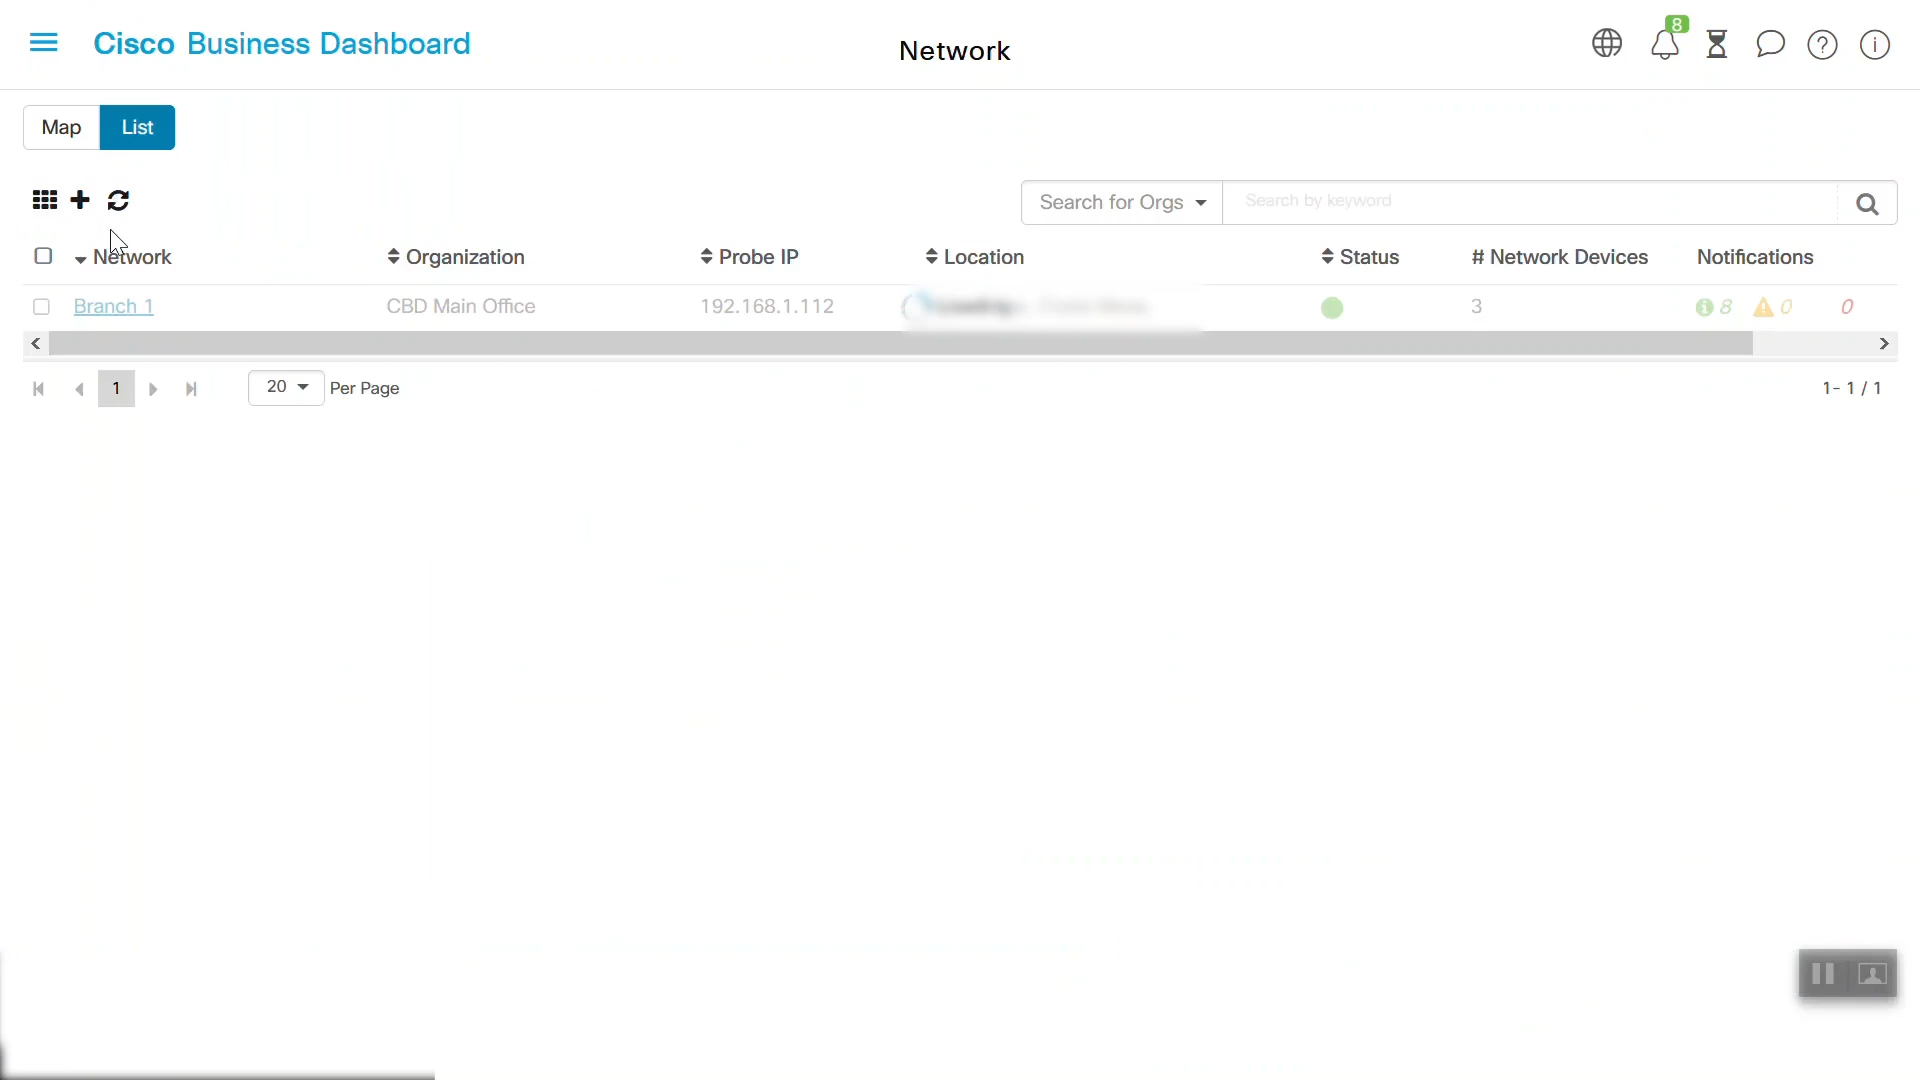 Cisco Business Dashboard
Network
8
Map List
Search for Orgs Search by keyword
Network Organization Probe IP Location Status # Network Devices Notifications
Branch 1 CBD Main Office 192.168.1.112 3 8 0 0
1 20 Per Page 1- 1 / 1